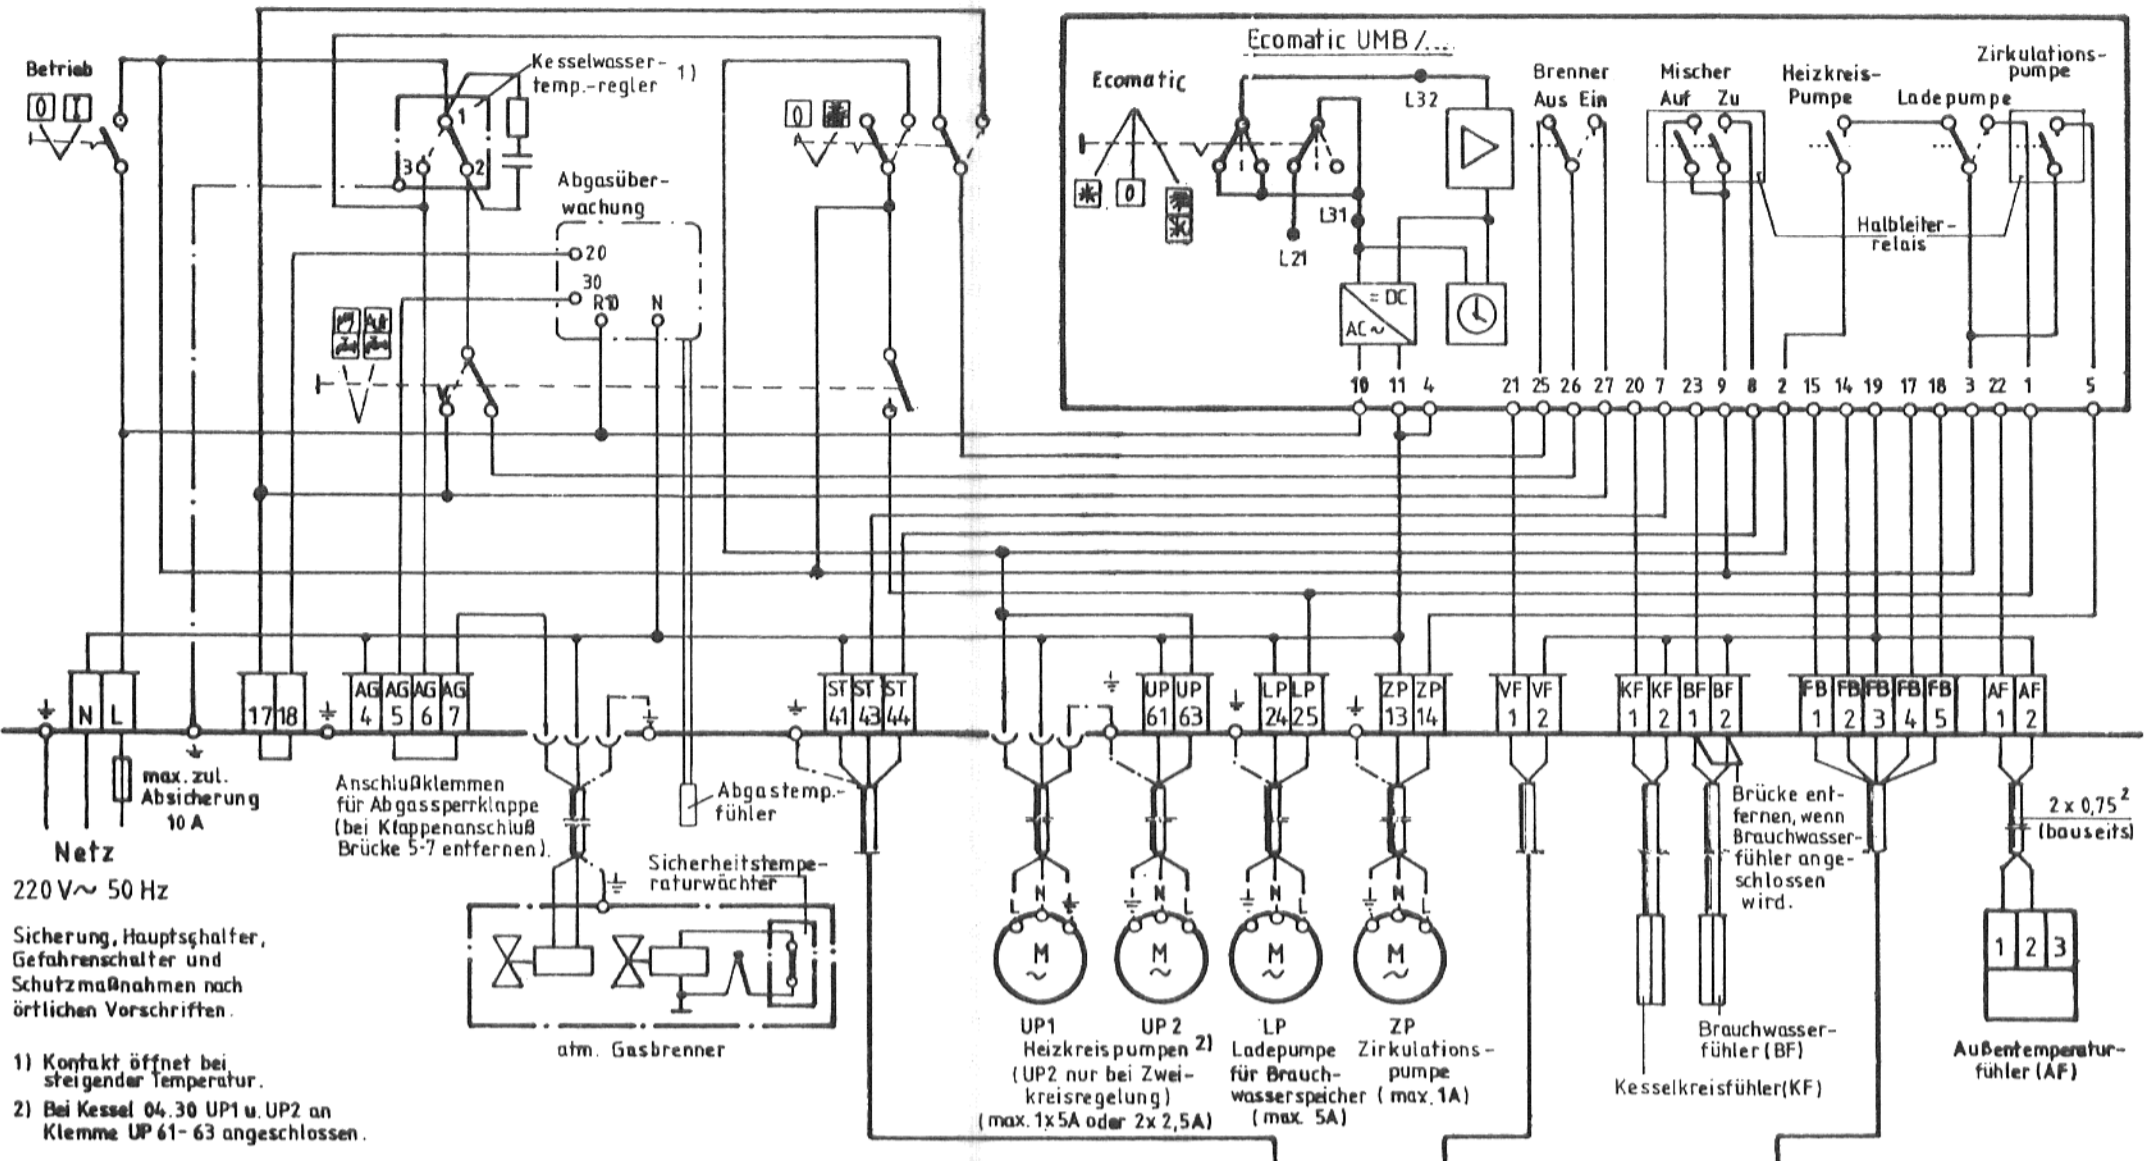 Betrieb
0 I
Kesselwasser-
temp.-regler 1)
1
3
2
Abgasüber-
wachung
20
30
R10
N
Aut
0
Ecomatic UMB/...
Ecomatic
0
L32
L31
L21
= DC
AC ~
Brenner
Aus Ein
Mischer
Auf Zu
Heizkreis-
Pumpe
Ladepumpe
Zirkulations-
pumpe
Halbleiter-
relais
10 11 4 21 25 26 27 20 7 23 9 8 2 15 14 19 17 18 3 22 1 5
N L
17 18
AG 4
AG 5
AG 6
AG 7
ST 41
ST 43
ST 44
UP 61
UP 63
LP 24
LP 25
ZP 13
ZP 14
VF 1
VF 2
KF 1
KF 2
BF 1
BF 2
FB 1
FB 2
FB 3
FB 4
FB 5
AF 1
AF 2
max. zul.
Absicherung
10 A
Netz
220 V~ 50 Hz
Sicherung, Hauptschalter,
Gefahrenschalter und
Schutzmaßnahmen nach
örtlichen Vorschriften.
1) Kontakt öffnet bei
steigender Temperatur.
2) Bei Kessel 04.30 UP1 u. UP2 an
Klemme UP 61-63 angeschlossen.
Anschlußklemmen
für Abgassperrklappe
(bei Klappenanschluß
Brücke 5-7 entfernen).
Abgastemp.-
fühler
Sicherheitstempe-
raturwächter
atm. Gasbrenner
L N
M
~
N L
M
~
N L
M
~
N L
M
~
UP1
UP2
Heizkreispumpen 2)
(UP2 nur bei Zwei-
kreisregelung)
(max. 1x5A oder 2x 2,5A)
LP
Ladepumpe
für Brauch-
wasserspeicher
(max. 5A)
ZP
Zirkulations-
pumpe
(max. 1A)
Brücke ent-
fernen, wenn
Brauchwasser-
fühler ange-
schlossen
wird.
2 x 0,75²
(bauseits)
1 2 3
Brauchwasser-
fühler (BF)
Kesselkreisfühler(KF)
Außentemperatur-
fühler (AF)